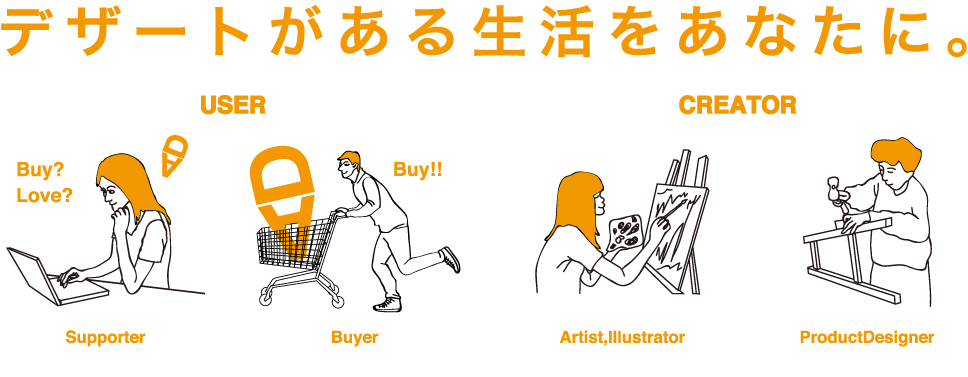 デザートがある生活をあなたに。
USER
CREATOR
Buy?
Love?
Buy!!
Supporter
Buyer
Artist,Illustrator
ProductDesigner